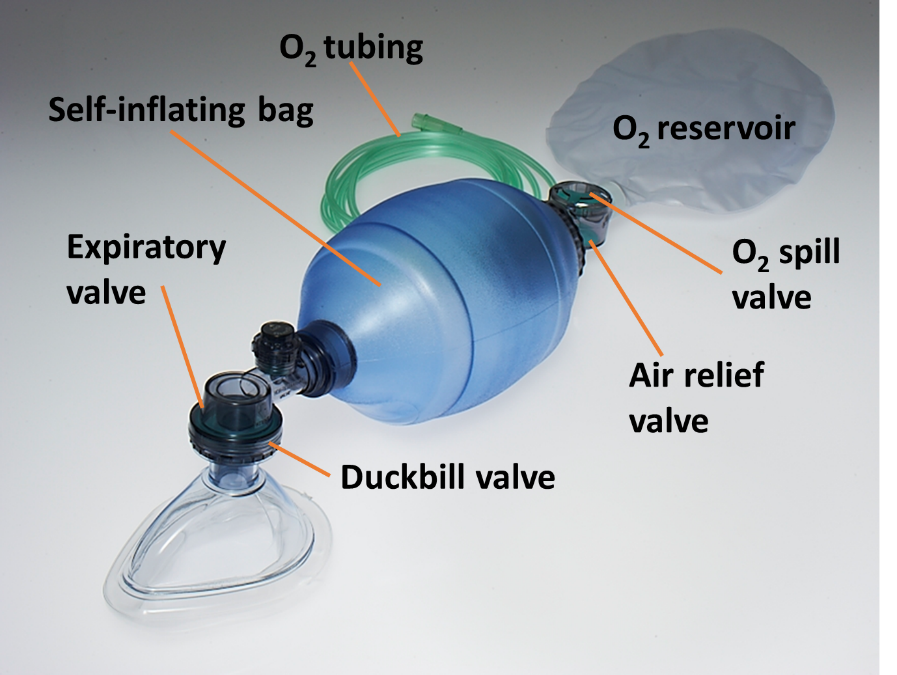 O₂ tubing
Self-inflating bag
O₂ reservoir
Expiratory
valve
O₂ spill
valve
Air relief
valve
Duckbill valve